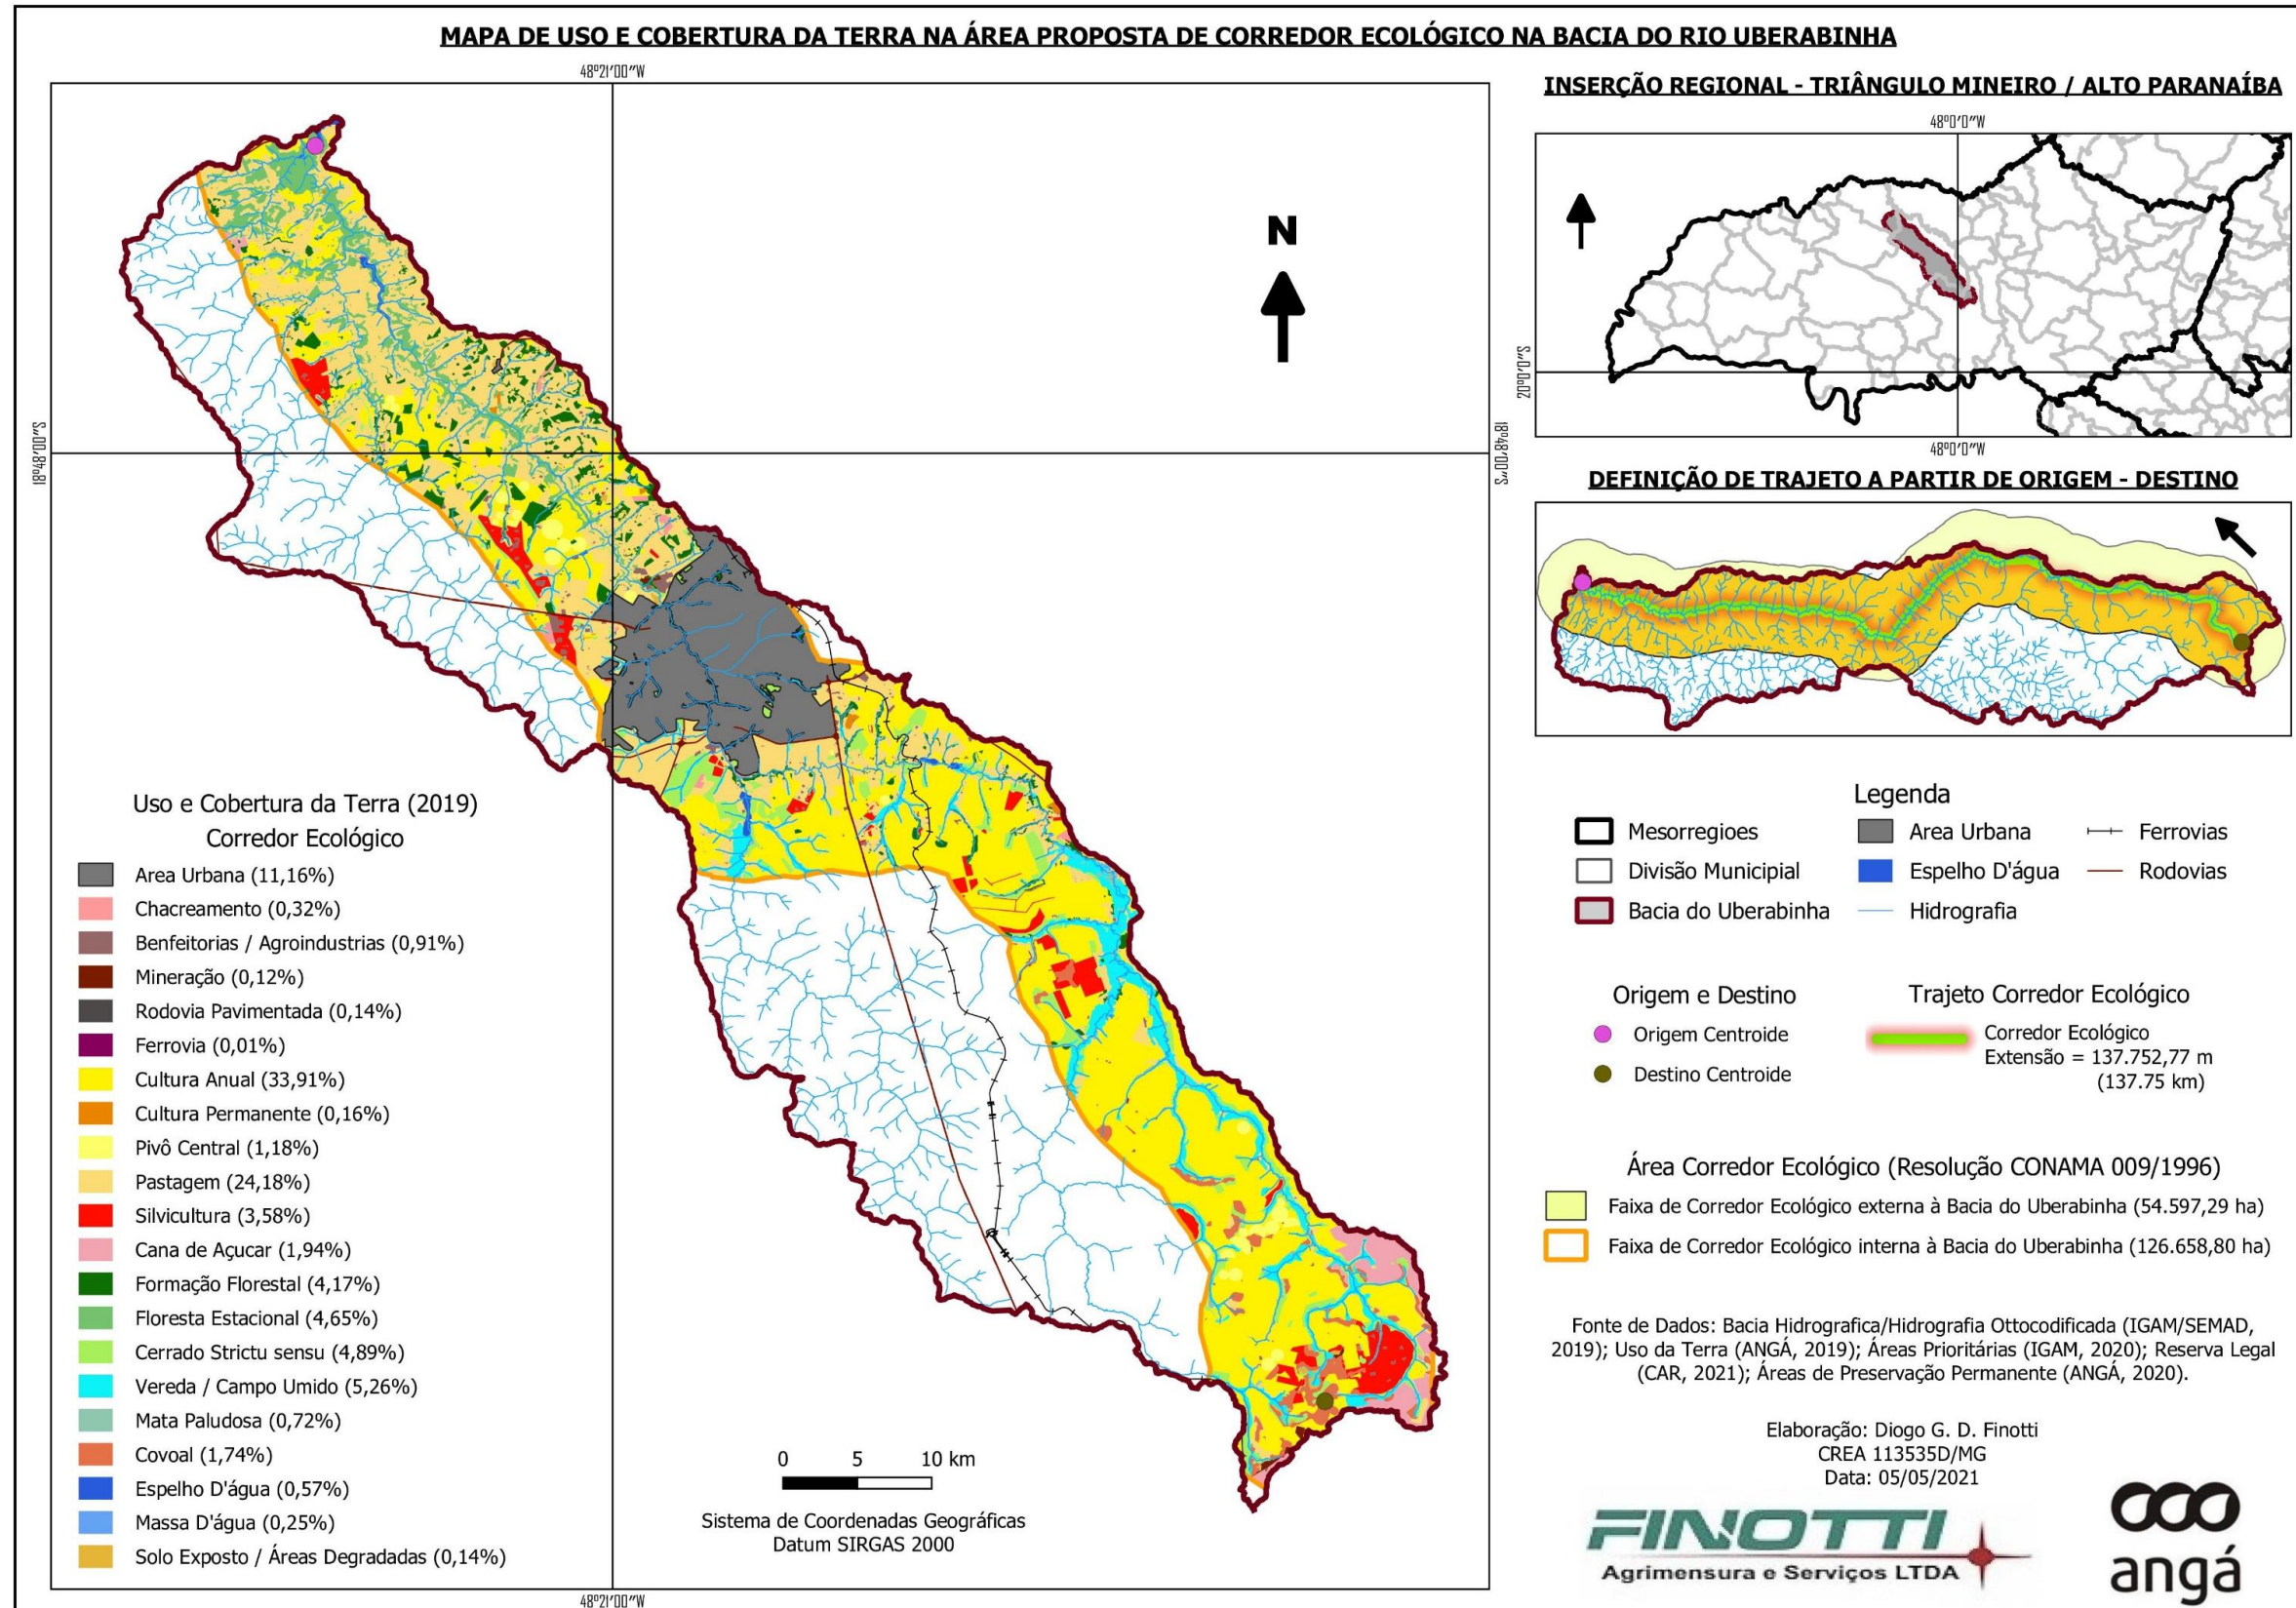 MAPA DE USO E COBERTURA DA TERRA NA ÁREA PROPOSTA DE CORREDOR ECOLÓGICO NA BACIA DO RIO UBERABINHA
48°21'00"W
18°48'00"S
18°48'00"S
48°21'00"W
N
Uso e Cobertura da Terra (2019)
Corredor Ecológico
Area Urbana (11,16%)
Chacreamento (0,32%)
Benfeitorias / Agroindustrias (0,91%)
Mineração (0,12%)
Rodovia Pavimentada (0,14%)
Ferrovia (0,01%)
Cultura Anual (33,91%)
Cultura Permanente (0,16%)
Pivô Central (1,18%)
Pastagem (24,18%)
Silvicultura (3,58%)
Cana de Açucar (1,94%)
Formação Florestal (4,17%)
Floresta Estacional (4,65%)
Cerrado Strictu sensu (4,89%)
Vereda / Campo Umido (5,26%)
Mata Paludosa (0,72%)
Covoal (1,74%)
Espelho D'água (0,57%)
Massa D'água (0,25%)
Solo Exposto / Áreas Degradadas (0,14%)
0 5 10 km
Sistema de Coordenadas Geográficas
Datum SIRGAS 2000
INSERÇÃO REGIONAL - TRIÂNGULO MINEIRO / ALTO PARANAÍBA
48°0'0"W
20°0'0"S
48°0'0"W
DEFINIÇÃO DE TRAJETO A PARTIR DE ORIGEM - DESTINO
Legenda
Mesorregioes
Area Urbana
Ferrovias
Divisão Municipal
Espelho D'água
Rodovias
Bacia do Uberabinha
Hidrografia
Origem e Destino
Origem Centroide
Destino Centroide
Trajeto Corredor Ecológico
Corredor Ecológico
Extensão = 137.752,77 m
(137.75 km)
Área Corredor Ecológico (Resolução CONAMA 009/1996)
Faixa de Corredor Ecológico externa à Bacia do Uberabinha (54.597,29 ha)
Faixa de Corredor Ecológico interna à Bacia do Uberabinha (126.658,80 ha)
Fonte de Dados: Bacia Hidrografica/Hidrografia Ottocodificada (IGAM/SEMAD,
2019); Uso da Terra (ANGÁ, 2019); Áreas Prioritárias (IGAM, 2020); Reserva Legal
(CAR, 2021); Áreas de Preservação Permanente (ANGÁ, 2020).
Elaboração: Diogo G. D. Finotti
CREA 113535D/MG
Data: 05/05/2021
FINOTTI
Agrimensura e Serviços LTDA
angá